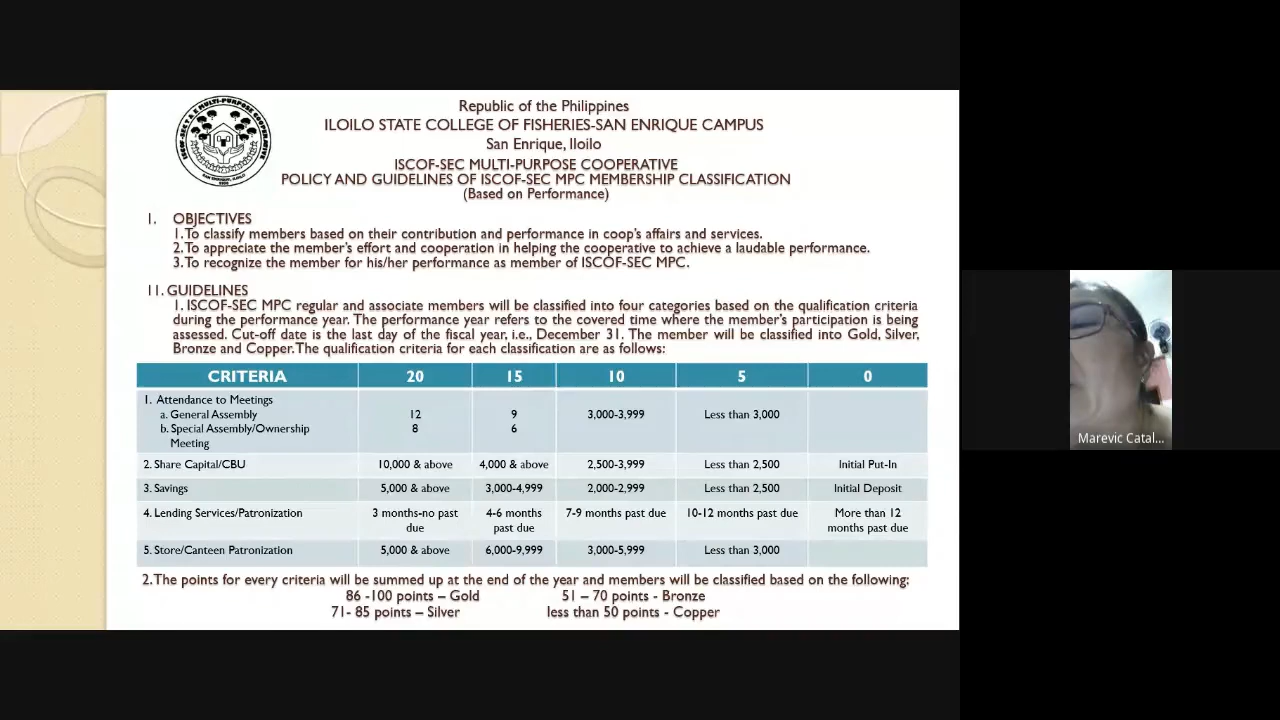 Republic of the Philippines
ILOILO STATE COLLEGE OF FISHERIES-SAN ENRIQUE CAMPUS
San Enrique, Iloilo
ISCOF-SEC MULTI-PURPOSE COOPERATIVE
POLICY AND GUIDELINES OF ISCOF-SEC MPC MEMBERSHIP CLASSIFICATION
(Based on Performance)
1. OBJECTIVES
1.To classify members based on their contribution and performance in coop's affairs and services.
2.To appreciate the member's effort and cooperation in helping the cooperative to achieve a laudable performance.
3.To recognize the member for his/her performance as member of ISCOF-SEC MPC.
11. GUIDELINES
1. ISCOF-SEC MPC regular and associate members will be classified into four categories based on the qualification criteria
during the performance year. The performance year refers to the covered time where the member's participation is being
assessed. Cut-off date is the last day of the fiscal year, i.e., December 31. The member will be classified into Gold, Silver,
Bronze and Copper. The qualification criteria for each classification are as follows:
CRITERIA 20 15 10 5 0
1. Attendance to Meetings
a. General Assembly 12 9 3,000-3,999 Less than 3,000
b. Special Assembly/Ownership 8 6
Meeting
2. Share Capital/CBU 10,000 & above 4,000 & above 2,500-3,999 Less than 2,500 Initial Put-In
3. Savings 5,000 & above 3,000-4,999 2,000-2,999 Less than 2,500 Initial Deposit
4. Lending Services/Patronization 3 months-no past 4-6 months 7-9 months past due 10-12 months past due More than 12
due past due months past due
5. Store/Canteen Patronization 5,000 & above 6,000-9,999 3,000-5,999 Less than 3,000
2.The points for every criteria will be summed up at the end of the year and members will be classified based on the following:
86 -100 points – Gold 51 – 70 points - Bronze
71- 85 points – Silver less than 50 points - Copper
Marevic Catal...